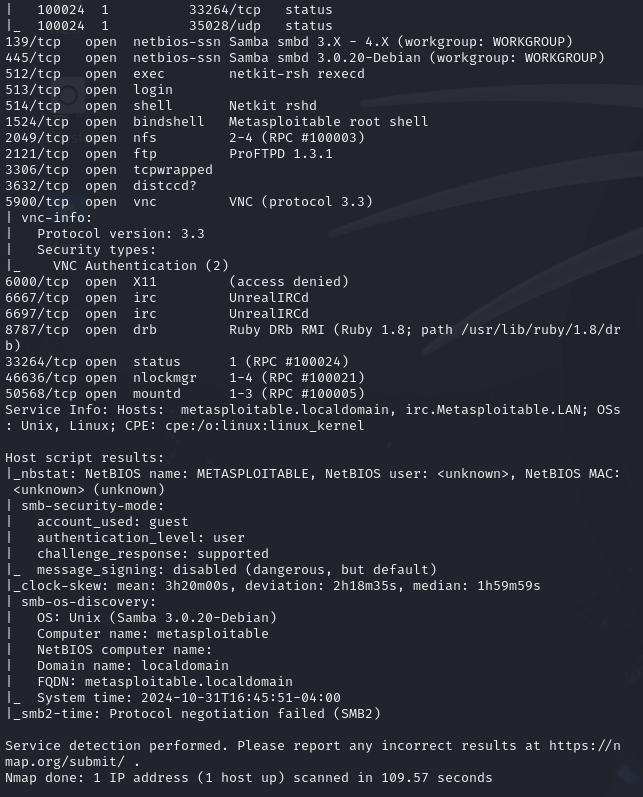 |   100024  1          33264/tcp   status
|_  100024  1          35028/udp   status
139/tcp   open  netbios-ssn Samba smbd 3.X - 4.X (workgroup: WORKGROUP)
445/tcp   open  netbios-ssn Samba smbd 3.0.20-Debian (workgroup: WORKGROUP)
512/tcp   open  exec        netkit-rsh rexecd
513/tcp   open  login
514/tcp   open  shell       Netkit rshd
1524/tcp  open  bindshell   Metasploitable root shell
2049/tcp  open  nfs         2-4 (RPC #100003)
2121/tcp  open  ftp         ProFTPD 1.3.1
3306/tcp  open  tcpwrapped
3632/tcp  open  distccd?
5900/tcp  open  vnc         VNC (protocol 3.3)
| vnc-info:
|   Protocol version: 3.3
|   Security types:
|_    VNC Authentication (2)
6000/tcp  open  X11         (access denied)
6667/tcp  open  irc         UnrealIRCd
6697/tcp  open  irc         UnrealIRCd
8787/tcp  open  drb         Ruby DRb RMI (Ruby 1.8; path /usr/lib/ruby/1.8/dr
b)
33264/tcp open  status      1 (RPC #100024)
46636/tcp open  nlockmgr    1-4 (RPC #100021)
50568/tcp open  mountd      1-3 (RPC #100005)
Service Info: Hosts:  metasploitable.localdomain, irc.Metasploitable.LAN; OSs
: Unix, Linux; CPE: cpe:/o:linux:linux_kernel

Host script results:
|_nbstat: NetBIOS name: METASPLOITABLE, NetBIOS user: <unknown>, NetBIOS MAC:
 <unknown> (unknown)
| smb-security-mode:
|   account_used: guest
|   authentication_level: user
|   challenge_response: supported
|_  message_signing: disabled (dangerous, but default)
|_clock-skew: mean: 3h20m00s, deviation: 2h18m35s, median: 1h59m59s
| smb-os-discovery:
|   OS: Unix (Samba 3.0.20-Debian)
|   Computer name: metasploitable
|   NetBIOS computer name:
|   Domain name: localdomain
|   FQDN: metasploitable.localdomain
|_  System time: 2024-10-31T16:45:51-04:00
|_smb2-time: Protocol negotiation failed (SMB2)

Service detection performed. Please report any incorrect results at https://n
map.org/submit/ .
Nmap done: 1 IP address (1 host up) scanned in 109.57 seconds